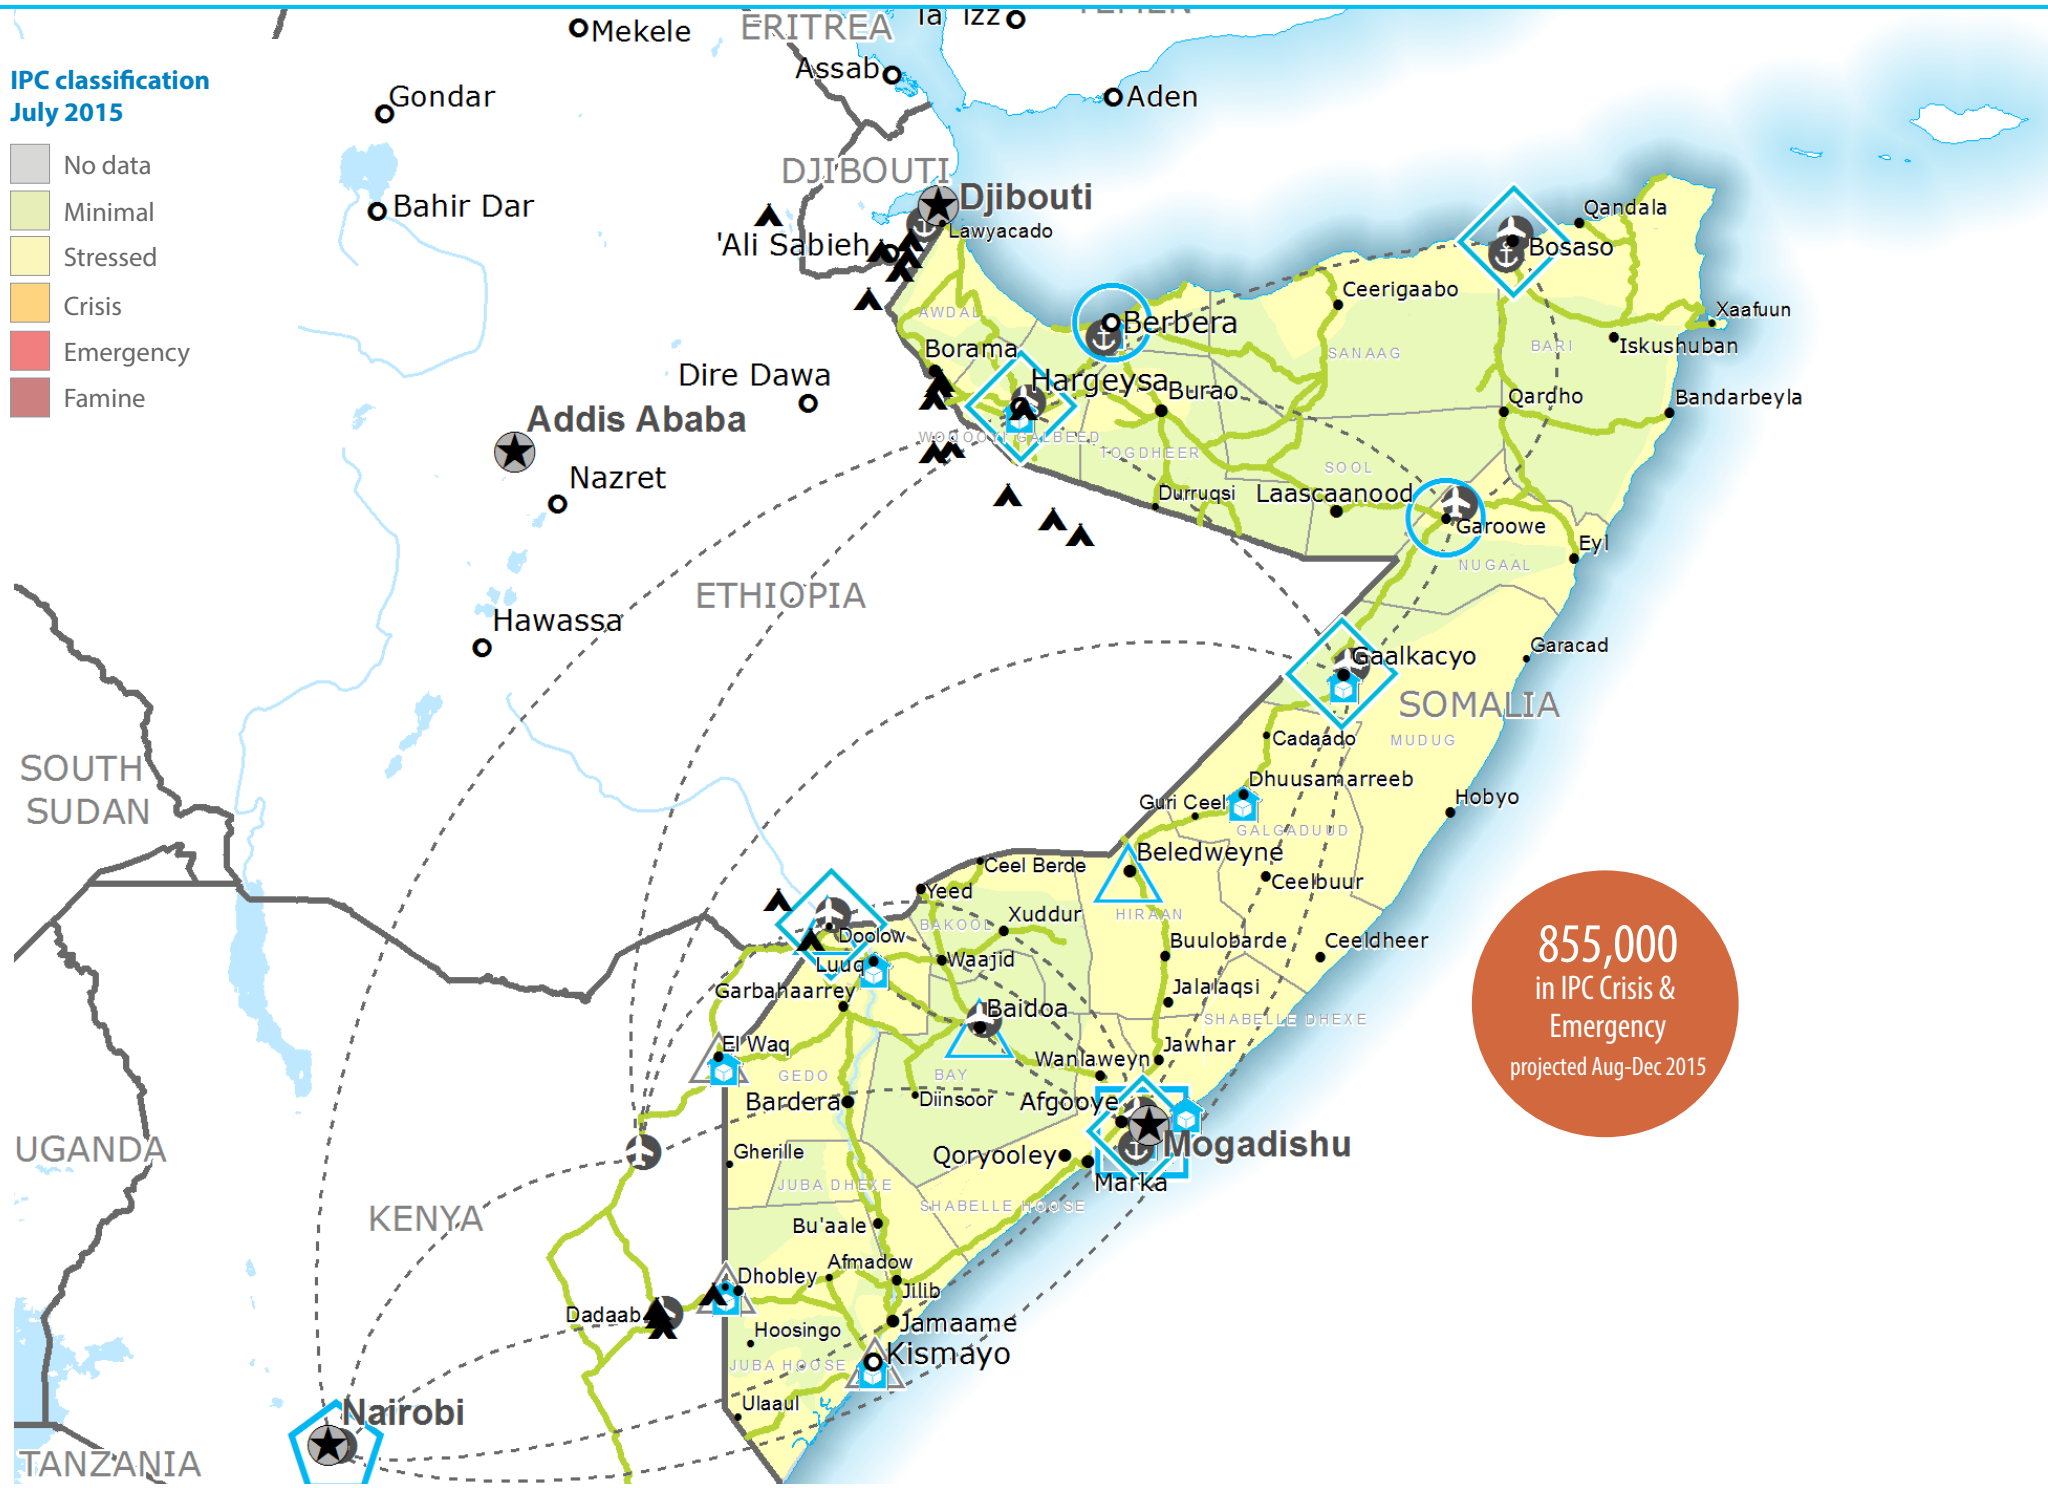 YEMEN
Ta'izz
ERITREA
Mekele
Assab
IPC classification
July 2015
No data
Minimal
Stressed
Crisis
Emergency
Famine
Gondar
Aden
DJIBOUTI
Djibouti
Bahir Dar
'Ali Sabieh
Lawyacado
Qandala
Bosaso
Ceerigaabo
Xaafuun
AWDAL
Berbera
SANAAG
BARI
Iskushuban
Borama
Dire Dawa
Hargeysa
Burao
Qardho
Bandarbeyla
Addis Ababa
WOQOOYI GALBEED
TOGDHEER
SOOL
Nazret
Durruqsi
Laascaanood
Garoowe
Eyl
NUGAAL
ETHIOPIA
Hawassa
Garacad
Gaalkacyo
SOMALIA
Cadaado
MUDUG
SOUTH
SUDAN
Dhuusamarreeb
Guri Ceel
Hobyo
GALGADUUD
Beledweyne
Ceel Berde
Yeed
Ceelbuur
BAKOOL
Xuddur
HIRAAN
Doolow
Buulobarde
Ceeldheer
Luuq
Waajid
Garbahaarrey
Jalalaqsi
Baidoa
SHABELLE DHEXE
855,000
in IPC Crisis &
Emergency
projected Aug-Dec 2015
El Waq
Wanlaweyn
Jawhar
GEDO
BAY
Bardera
Diinsoor
Afgooye
Mogadishu
UGANDA
Gherille
Qoryooley
Marka
JUBA DHEXE
SHABELLE HOOSE
KENYA
Bu'aale
Afmadow
Dhobley
Jilib
Dadaab
Jamaame
Hoosingo
Kismayo
JUBA HOOSE
Ulaaul
Nairobi
TANZANIA